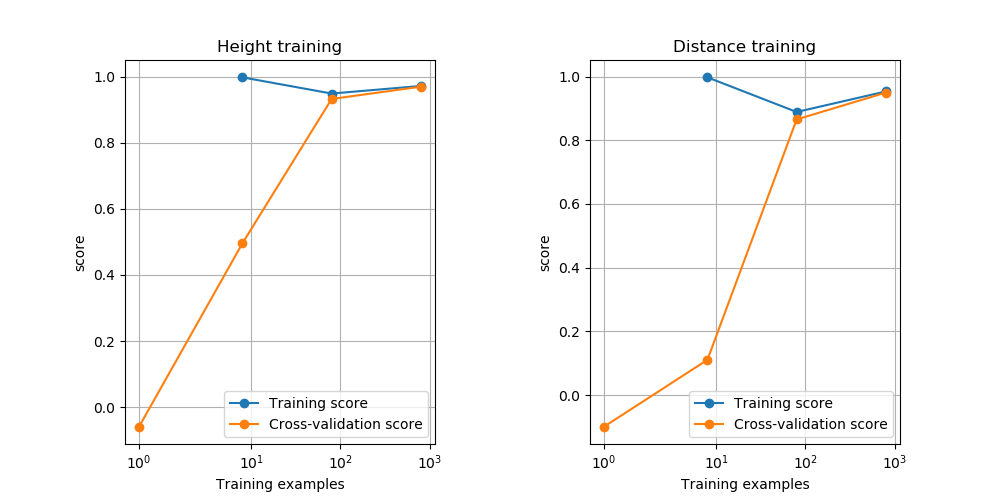 Height training
1.0
0.8
0.6
0.4
0.2
0.0
score
10⁰ 10¹ 10² 10³
Training examples
Training score
Cross-validation score
Distance training
1.0
0.8
0.6
0.4
0.2
0.0
score
10⁰ 10¹ 10² 10³
Training examples
Training score
Cross-validation score